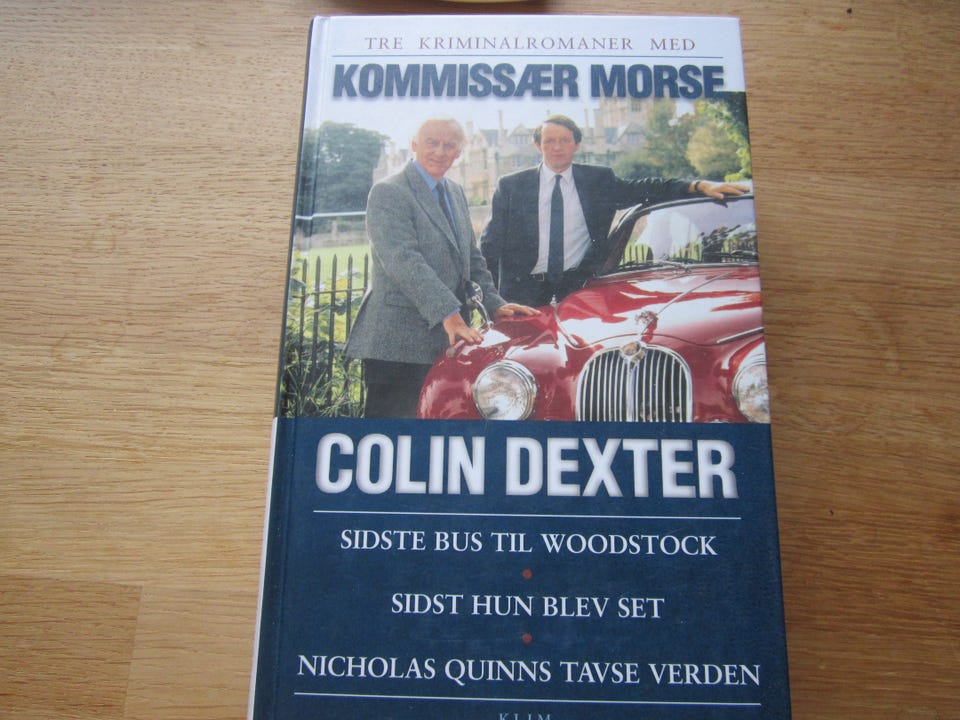 TRE KRIMINALROMANER MED
KOMMISSÆR MORSE
COLIN DEXTER
SIDSTE BUS TIL WOODSTOCK
SIDST HUN BLEV SET
NICHOLAS QUINNS TAVSE VERDEN
KLIM